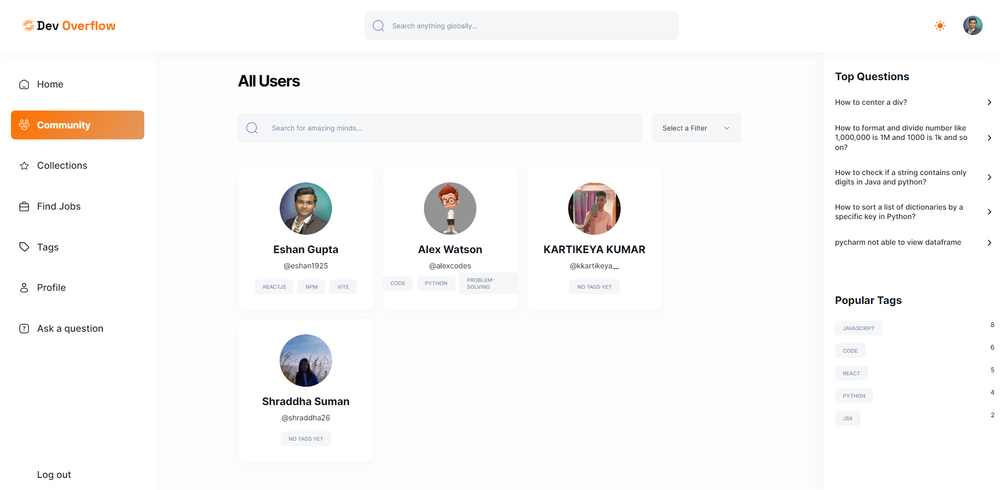 Dev Overflow
Search anything globally...
Home
Community
Collections
Find Jobs
Tags
Profile
Ask a question
Log out
All Users
Search for amazing minds...
Select a Filter
Eshan Gupta
@eshan1925
REACTJS NPM VITE
Alex Watson
@alexcodes
CODE PYTHON PROBLEM-
SOLVING
KARTIKEYA KUMAR
@kkartikeya__
NO TAGS YET
Shraddha Suman
@shraddha26
NO TAGS YET
Top Questions
How to center a div?
How to format and divide number like
1,000,000 is 1M and 1000 is 1k and so
on?
How to check if a string contains only
digits in Java and python?
How to sort a list of dictionaries by a
specific key in Python?
pycharm not able to view dataframe
Popular Tags
JAVASCRIPT 8
CODE 6
REACT 5
PYTHON 4
JSX 2